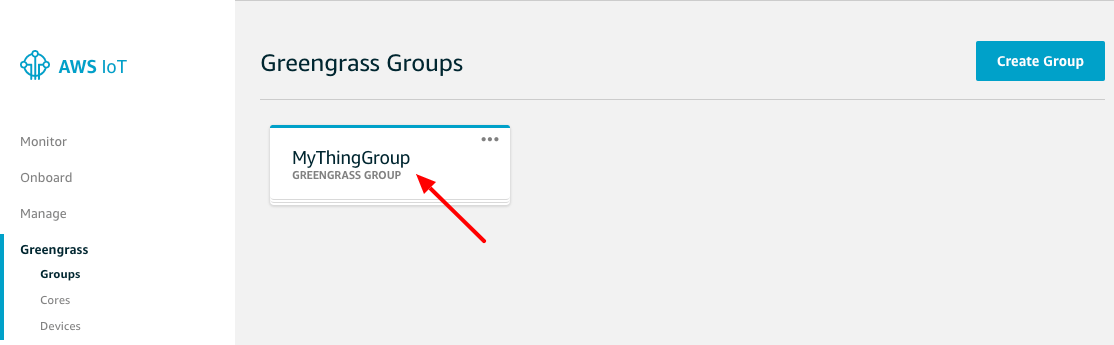 AWS IoT
Monitor
Onboard
Manage
Greengrass
Groups
Cores
Devices
Greengrass Groups
Create Group
MyThingGroup
GREENGRASS GROUP